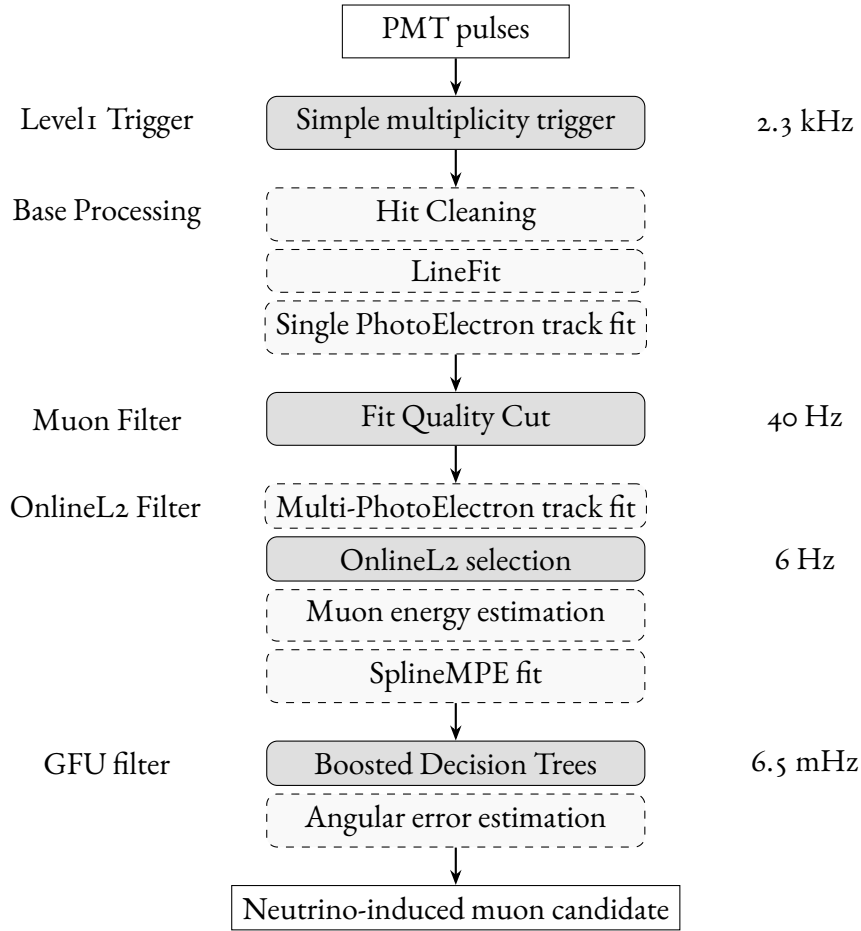 PMT pulses
Level1 Trigger Simple multiplicity trigger 2.3 kHz
Base Processing Hit Cleaning
LineFit
Single PhotoElectron track fit
Muon Filter Fit Quality Cut 40 Hz
OnlineL2 Filter Multi-PhotoElectron track fit
OnlineL2 selection 6 Hz
Muon energy estimation
SplineMPE fit
GFU filter Boosted Decision Trees 6.5 mHz
Angular error estimation
Neutrino-induced muon candidate